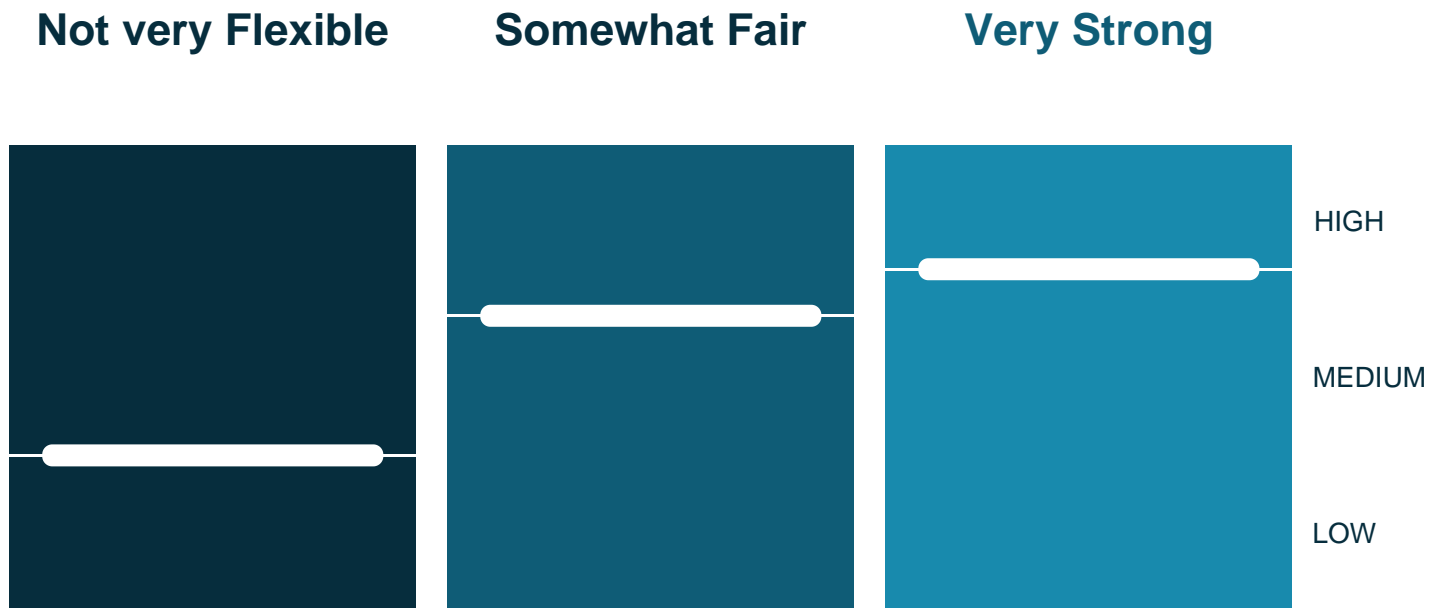 Not very Flexible
Somewhat Fair
Very Strong
HIGH
MEDIUM
LOW